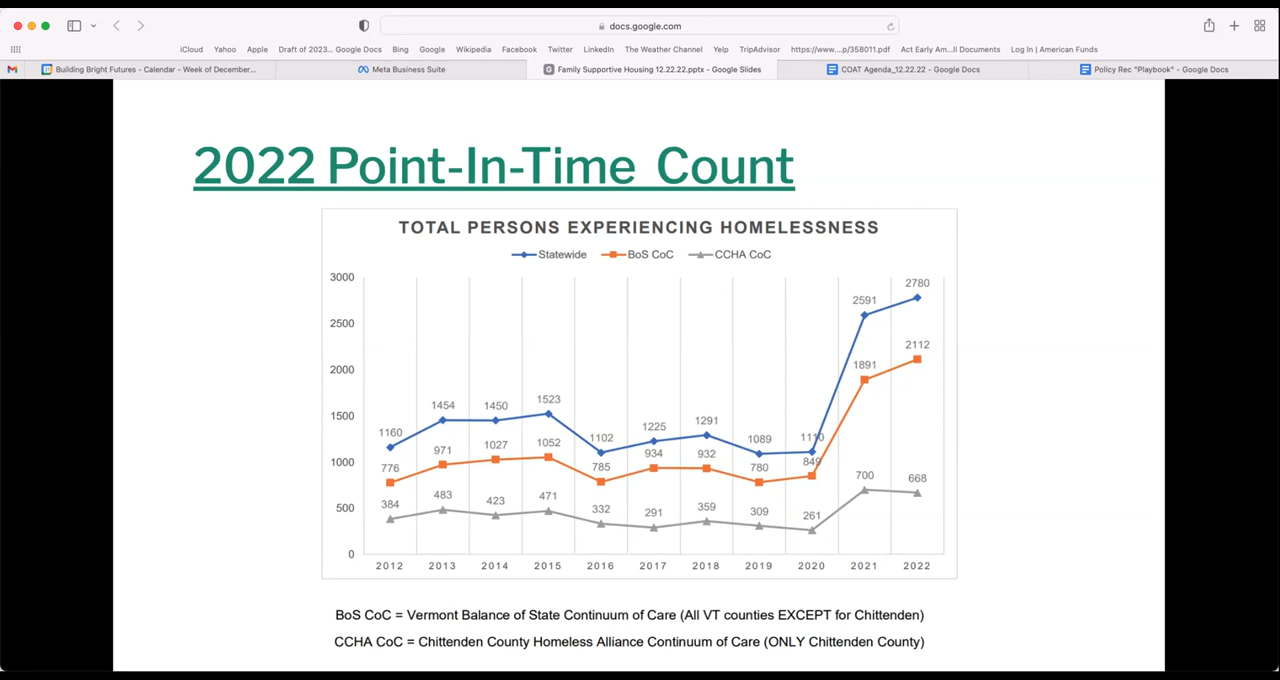 docs.google.com
iCloud Yahoo Apple Draft of 2023... Google Docs Bing Google Wikipedia Facebook Twitter LinkedIn The Weather Channel Yelp TripAdvisor https://www....p/358011.pdf Act Early Am...ll Documents Log In | American Funds
Building Bright Futures - Calendar - Week of December... Meta Business Suite Family Supportive Housing 12.22.22.pptx - Google Slides COAT Agenda_12.22.22 - Google Docs Policy Rec "Playbook" - Google Docs
2022 Point-In-Time Count
TOTAL PERSONS EXPERIENCING HOMELESSNESS
Statewide BoS CoC CCHA CoC
3000
2500
2000
1500
1000
500
0
1160 1454 1450 1523 1102 1225 1291 1089 1110 2591 2780
776 971 1027 1052 785 934 932 780 849 1891 2112
384 483 423 471 332 291 359 309 261 700 668
2012 2013 2014 2015 2016 2017 2018 2019 2020 2021 2022
BoS CoC = Vermont Balance of State Continuum of Care (All VT counties EXCEPT for Chittenden)
CCHA CoC = Chittenden County Homeless Alliance Continuum of Care (ONLY Chittenden County)